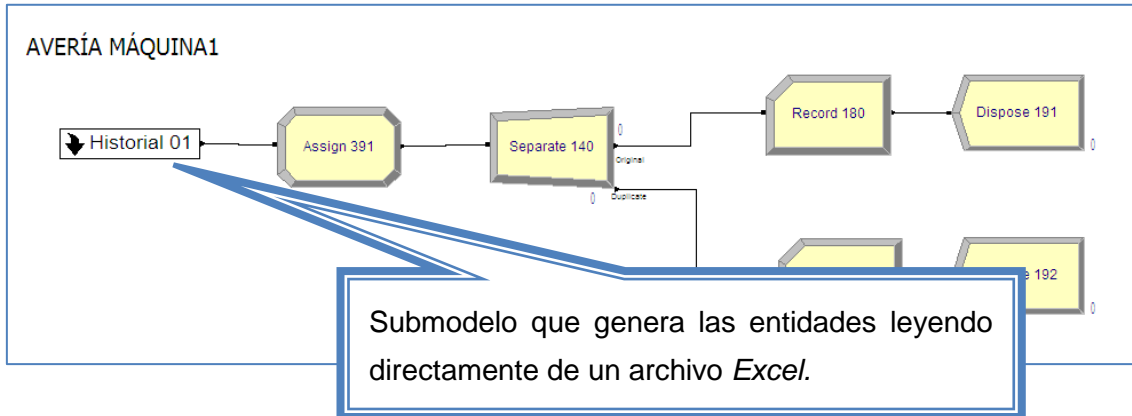 AVERÍA MÁQUINA1
Historial 01
Assign 391
Separate 140
0
Original
0
Duplicate
Record 180
Dispose 191
0
192
0
Submodelo que genera las entidades leyendo
directamente de un archivo Excel.